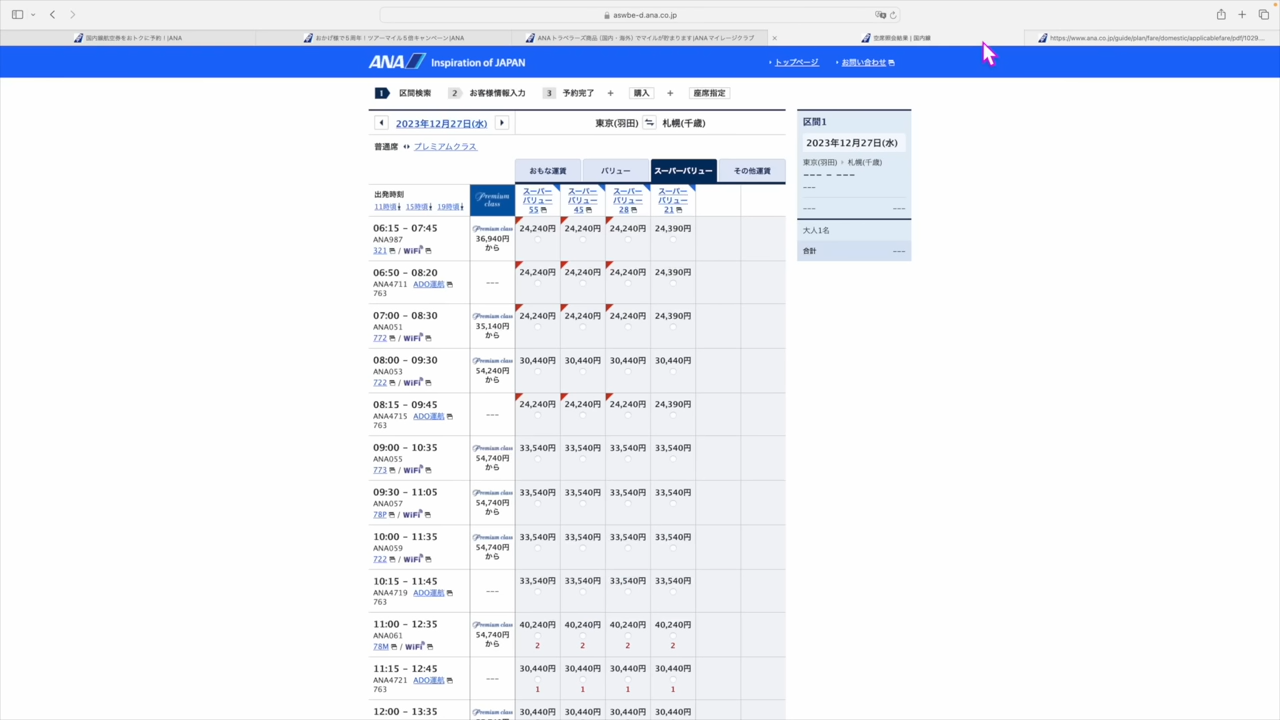 aswbe-d.ana.co.jp
国内線航空券をおトクに予約！|ANA
おかげ様で５周年！ツアーマイル５倍キャンペーン|ANA
ANAトラベラーズ商品（国内・海外）でマイルが貯まります|ANAマイレージクラブ
空席照会結果 | 国内線
https://www.ana.co.jp/guide/plan/fare/domestic/applicablefare/pdf/1029...
ANA Inspiration of JAPAN
トップページ お問い合わせ
1 区間検索 2 お客様情報入力 3 予約完了 + 購入 + 座席指定
2023年12月27日(水) 東京(羽田) 札幌(千歳)
普通席 プレミアムクラス
おもな運賃 バリュー スーパーバリュー その他運賃
出発時刻
11時頃 15時頃 19時頃
Premium class
スーパーバリュー55 スーパーバリュー45 スーパーバリュー28 スーパーバリュー21
06:15 - 07:45
ANA987
321 / WiFi
Premium class 36,940円から
24,240円 24,240円 24,240円 24,390円
06:50 - 08:20
ANA4711 ADO運航
763
---
24,240円 24,240円 24,240円 24,390円
07:00 - 08:30
ANA051
772 / WiFi
Premium class 35,140円から
24,240円 24,240円 24,240円 24,390円
08:00 - 09:30
ANA053
722 / WiFi
Premium class 54,240円から
30,440円 30,440円 30,440円 30,440円
08:15 - 09:45
ANA4715 ADO運航
763
---
24,240円 24,240円 24,240円 24,390円
09:00 - 10:35
ANA055
773 / WiFi
Premium class 54,740円から
33,540円 33,540円 33,540円 33,540円
09:30 - 11:05
ANA057
78P / WiFi
Premium class 54,740円から
33,540円 33,540円 33,540円 33,540円
10:00 - 11:35
ANA059
722 / WiFi
Premium class 54,740円から
33,540円 33,540円 33,540円 33,540円
10:15 - 11:45
ANA4719 ADO運航
763
---
33,540円 33,540円 33,540円 33,540円
11:00 - 12:35
ANA061
78M / WiFi
Premium class 54,740円から
40,240円 40,240円 40,240円 40,240円
2 2 2 2
11:15 - 12:45
ANA4721 ADO運航
763
---
30,440円 30,440円 30,440円 30,440円
1 1 1 1
12:00 - 13:35
Premium class
30,440円 30,440円 30,440円 30,440円
区間1
2023年12月27日(水)
東京(羽田) 札幌(千歳)
--- - ---
---
--- ---
大人1名
合計 ---